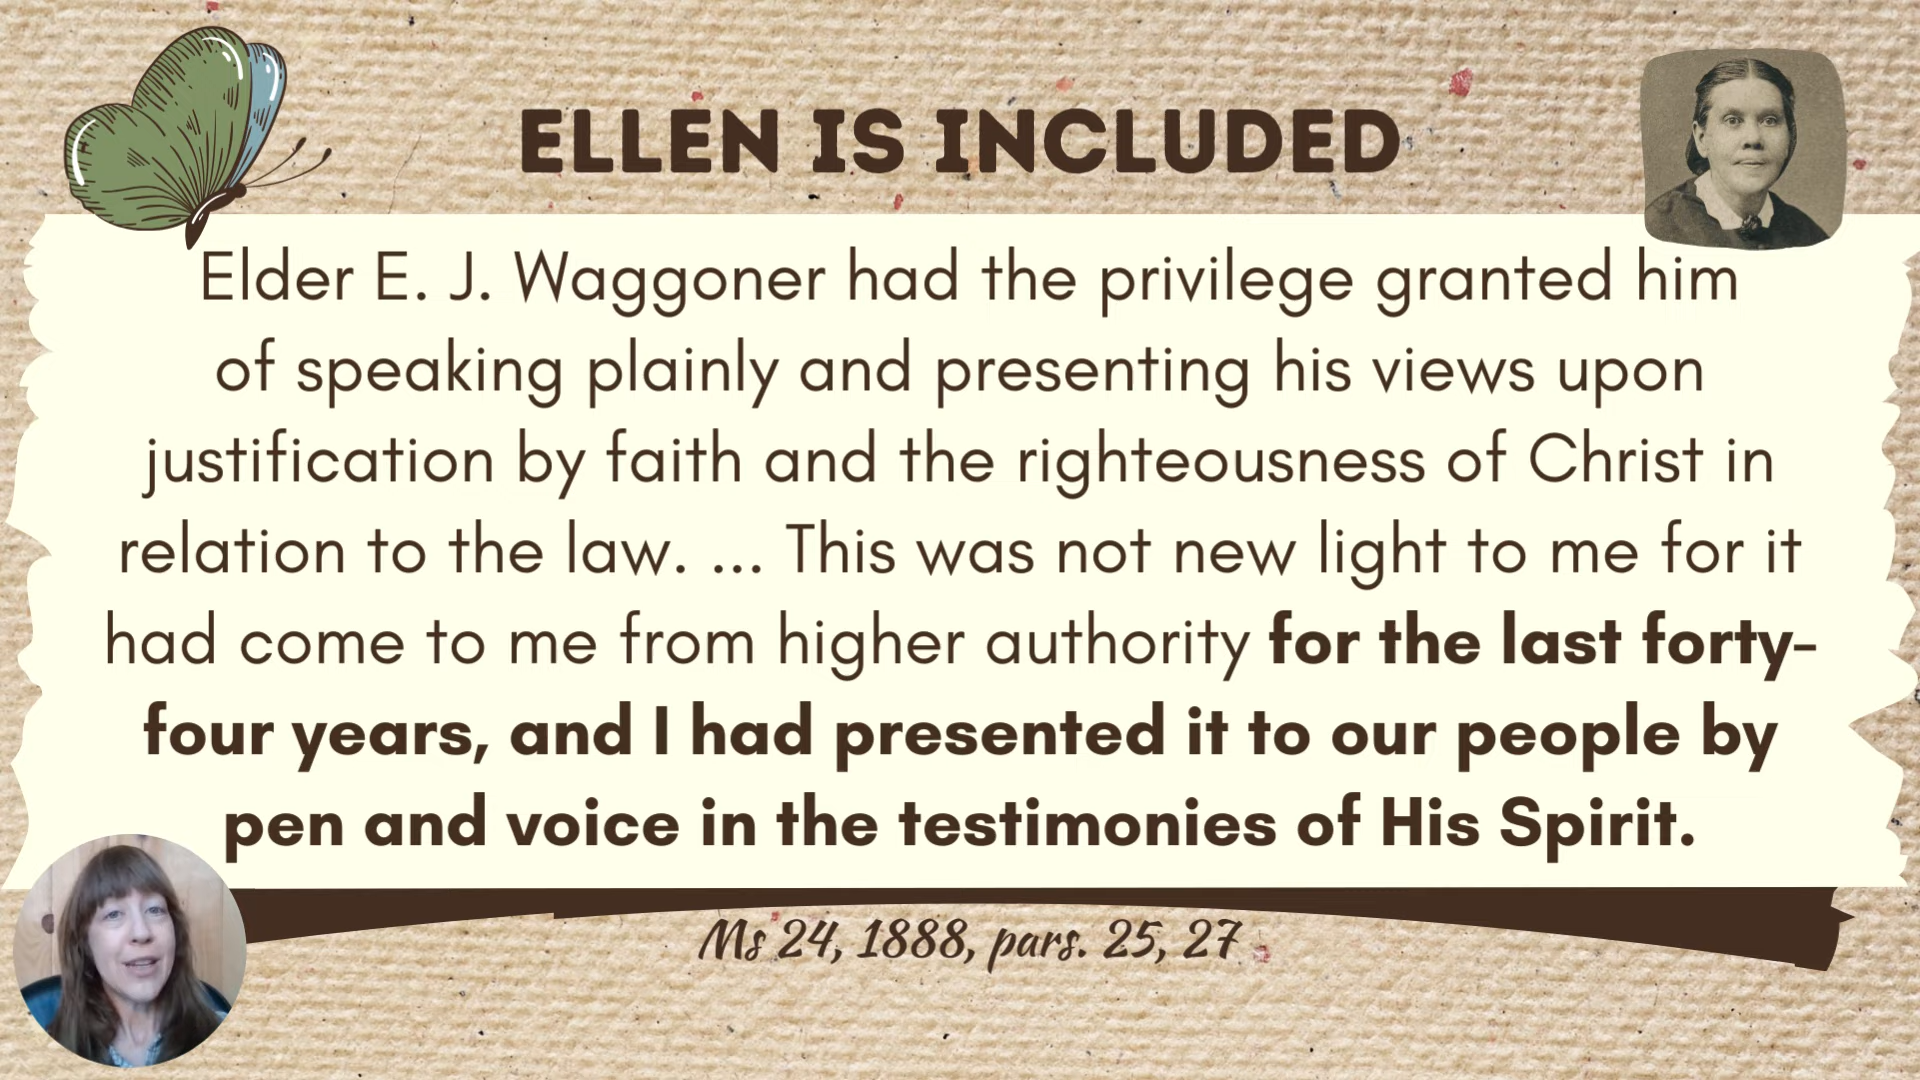 ELLEN IS INCLUDED
Elder E. J. Waggoner had the privilege granted him
of speaking plainly and presenting his views upon
justification by faith and the righteousness of Christ in
relation to the law. ... This was not new light to me for it
had come to me from higher authority for the last forty-
four years, and I had presented it to our people by
pen and voice in the testimonies of His Spirit.
Ms 24, 1888, pars. 25, 27